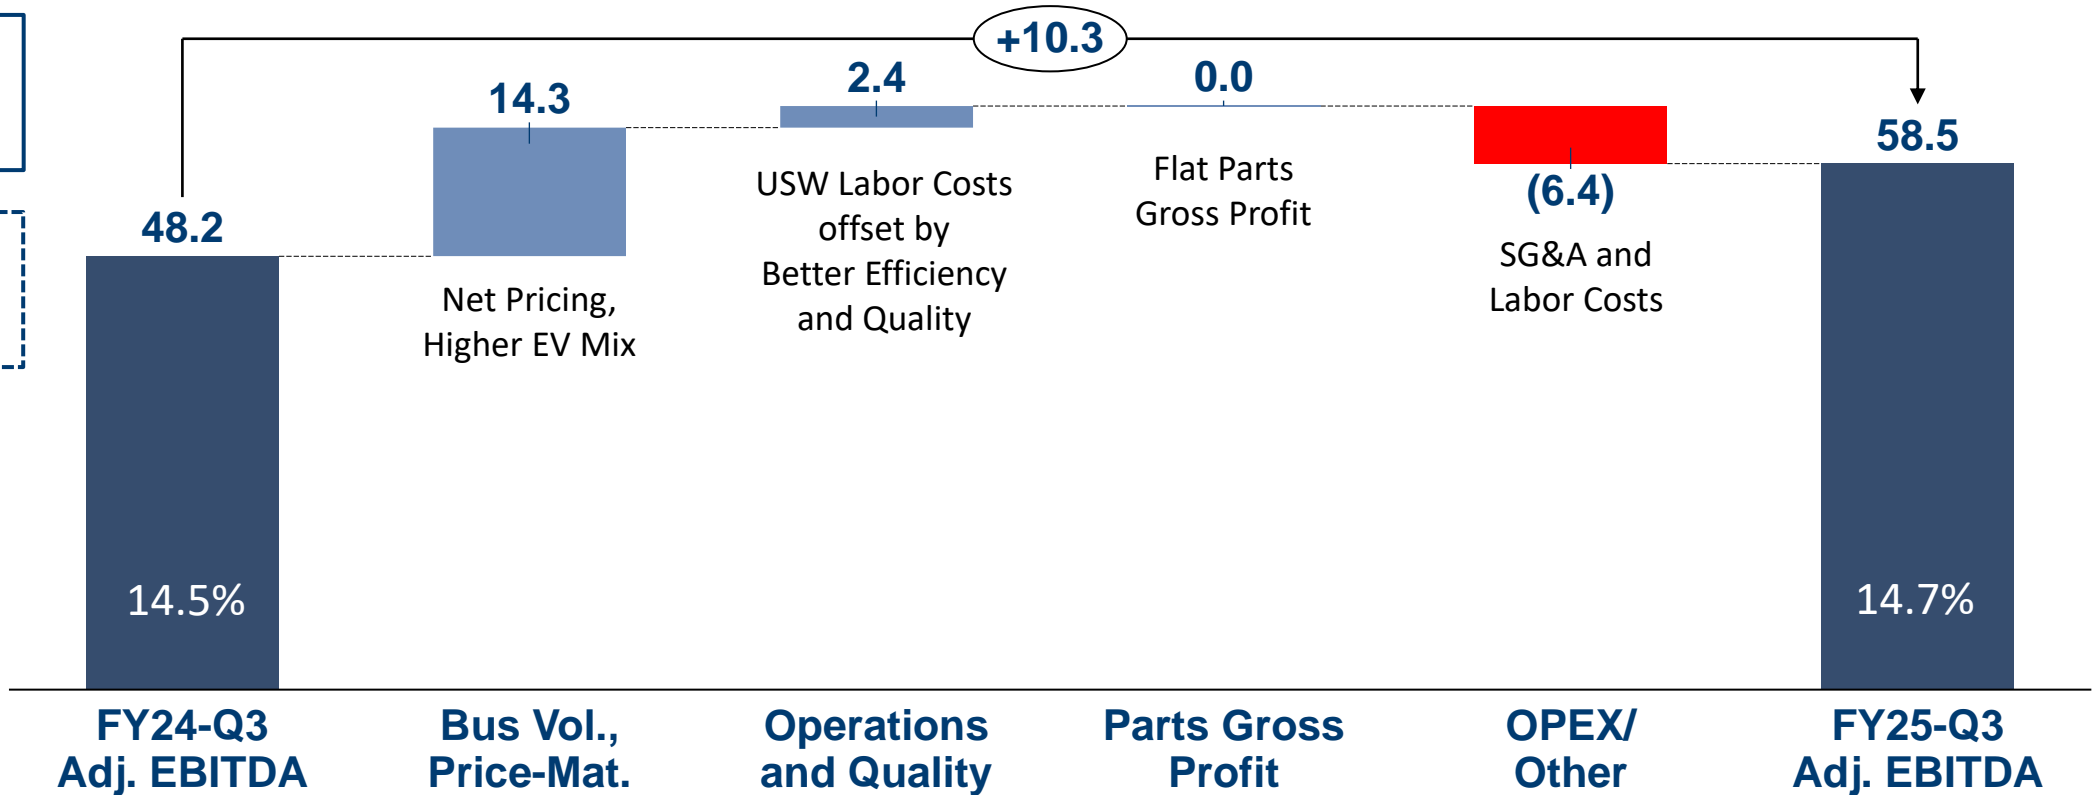 +10.3
48.2
14.3
2.4
0.0
(6.4)
58.5
Net Pricing,
Higher EV Mix
USW Labor Costs
offset by
Better Efficiency
and Quality
Flat Parts
Gross Profit
SG&A and
Labor Costs
14.5%
14.7%
FY24-Q3
Adj. EBITDA
Bus Vol.,
Price-Mat.
Operations
and Quality
Parts Gross
Profit
OPEX/
Other
FY25-Q3
Adj. EBITDA